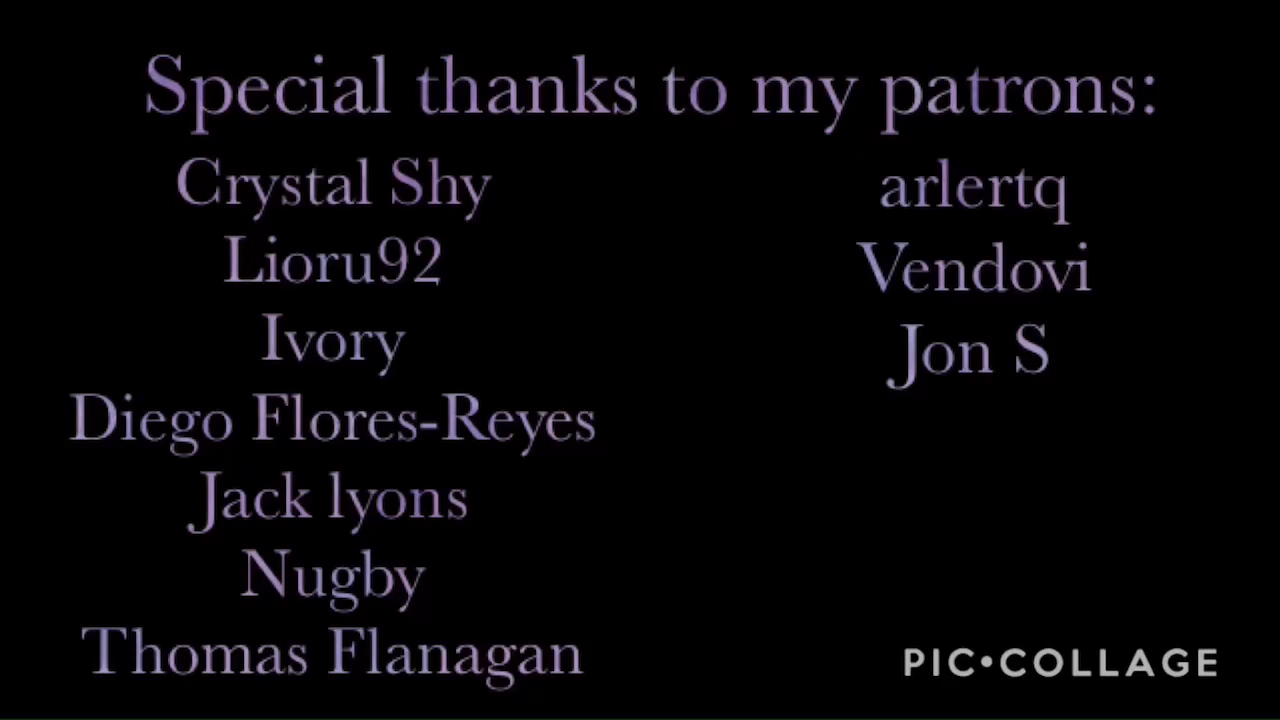 Special thanks to my patrons:
Crystal Shy
Lioru92
Ivory
Diego Flores-Reyes
Jack lyons
Nugby
Thomas Flanagan
arlertq
Vendovi
Jon S
PIC•COLLAGE